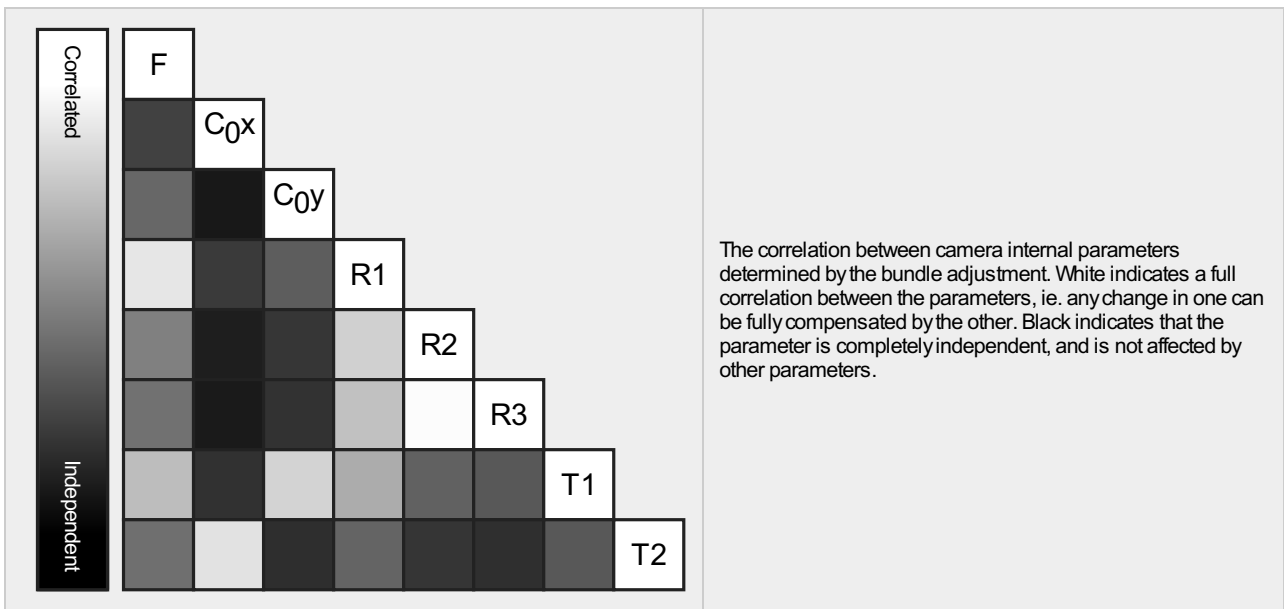 Correlated
Independent
F
C0x
C0y
R1
R2
R3
T1
T2
The correlation between camera internal parameters
determined by the bundle adjustment. White indicates a full
correlation between the parameters, ie. any change in one can
be fully compensated by the other. Black indicates that the
parameter is completely independent, and is not affected by
other parameters.